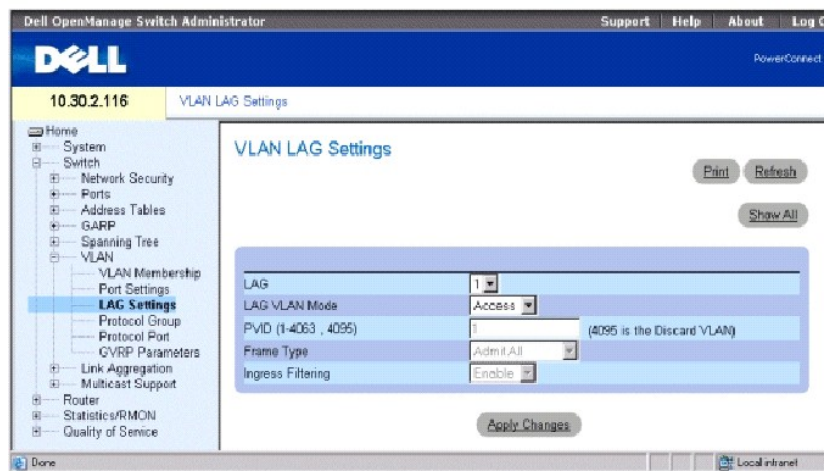 Dell OpenManage Switch Administrator
Support Help About Log
DELL
PowerConnect
10.30.2.116 VLAN LAG Settings
Home
System
Switch
Network Security
Ports
Address Tables
GARP
Spanning Tree
VLAN
VLAN Membership
Port Settings
LAG Settings
Protocol Group
Protocol Port
GVRP Parameters
Link Aggregation
Multicast Support
Router
Statistics/RMON
Quality of Service
VLAN LAG Settings
Print Refresh
Show All
LAG 1
LAG VLAN Mode Access
PVID (1-4063 , 4095) 1 (4095 is the Discard VLAN)
Frame Type Admit All
Ingress Filtering Enable
Apply Changes
Done Local intranet